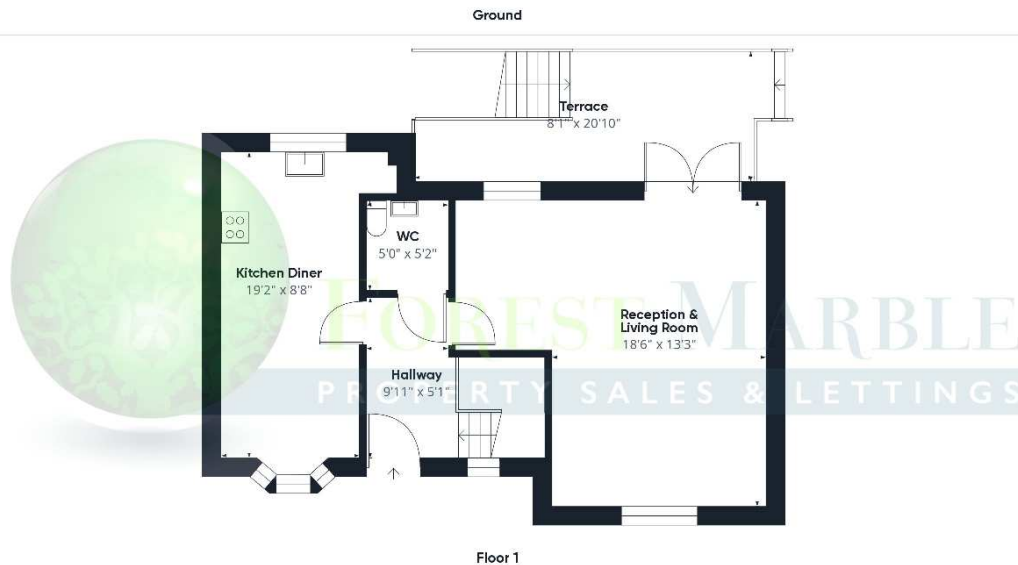 Ground
Terrace
8'1" x 20'10"
WC
5'0" x 5'2"
Kitchen Diner
19'2" x 8'8"
Reception &
Living Room
18'6" x 13'3"
FOREST MARBLE
Hallway
9'11" x 5'1"
PROPERTY SALES & LETTINGS
Floor 1